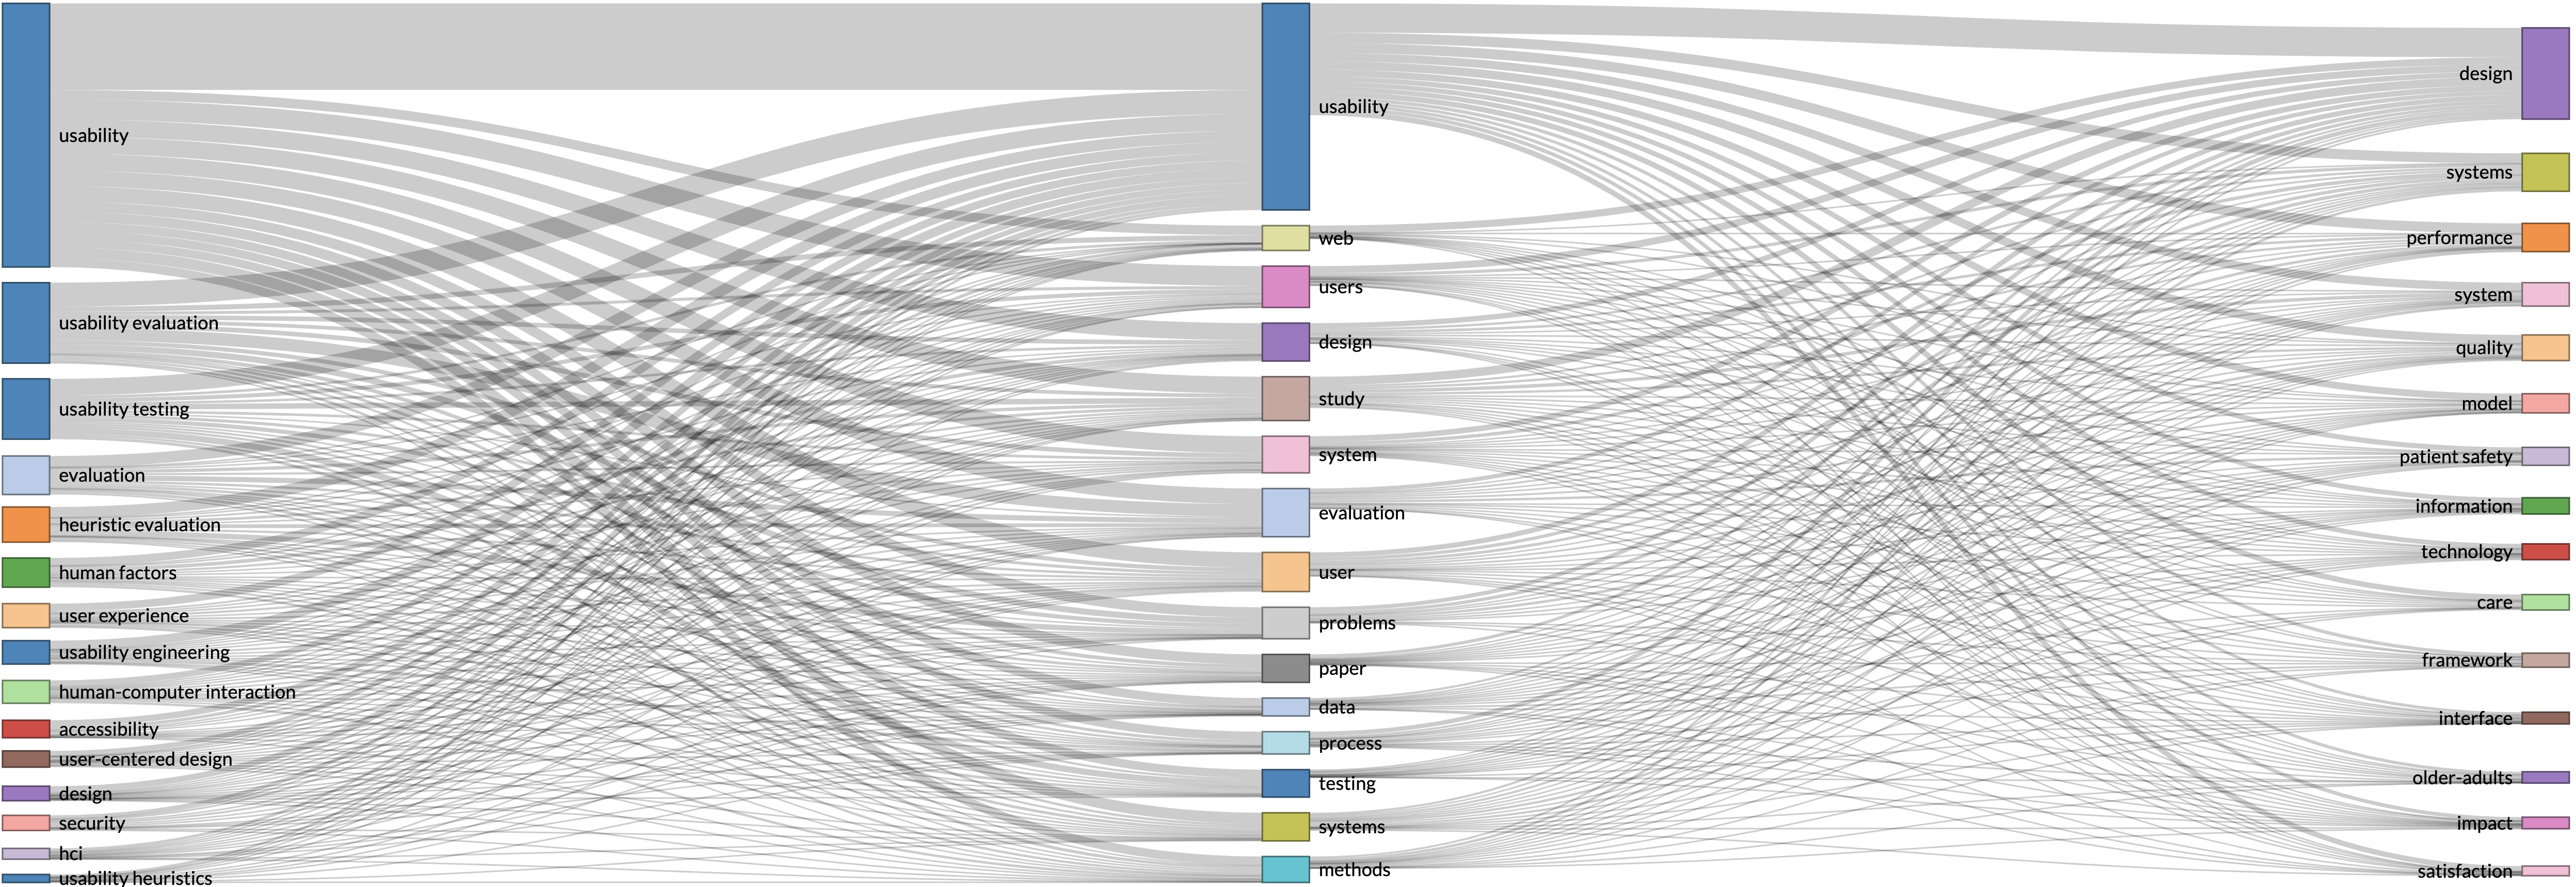 usability
usability evaluation
usability testing
evaluation
heuristic evaluation
human factors
user experience
usability engineering
human-computer interaction
accessibility
user-centered design
design
security
hci
usability heuristics
usability
web
users
design
study
system
evaluation
user
problems
paper
data
process
testing
systems
methods
design
systems
performance
system
quality
model
patient safety
information
technology
care
framework
interface
older-adults
impact
satisfaction